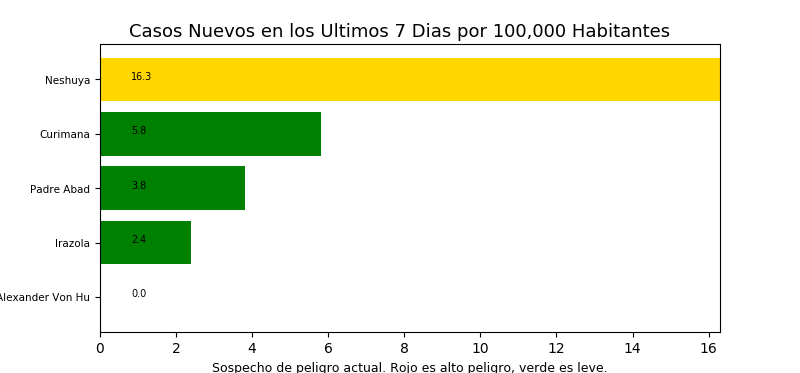 Casos Nuevos en los Ultimos 7 Dias por 100,000 Habitantes
Neshuya 16.3
Curimana 5.8
Padre Abad 3.8
Irazola 2.4
Alexander Von Hu 0.0
0 2 4 6 8 10 12 14 16
Sospecho de peligro actual. Rojo es alto peligro, verde es leve.